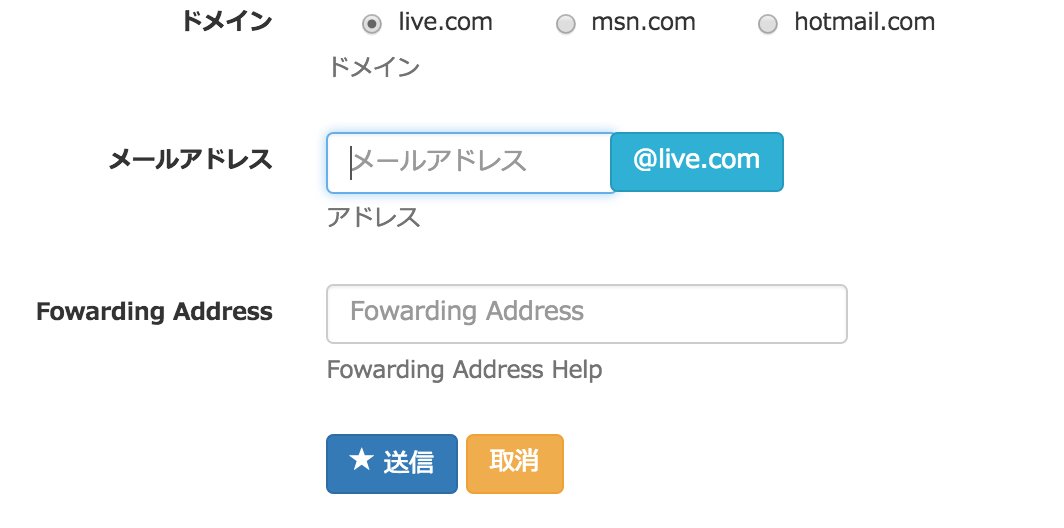 ドメイン live.com msn.com hotmail.com
ドメイン
メールアドレス メールアドレス @live.com
アドレス
Fowarding Address Fowarding Address
Fowarding Address Help
★ 送信 取消